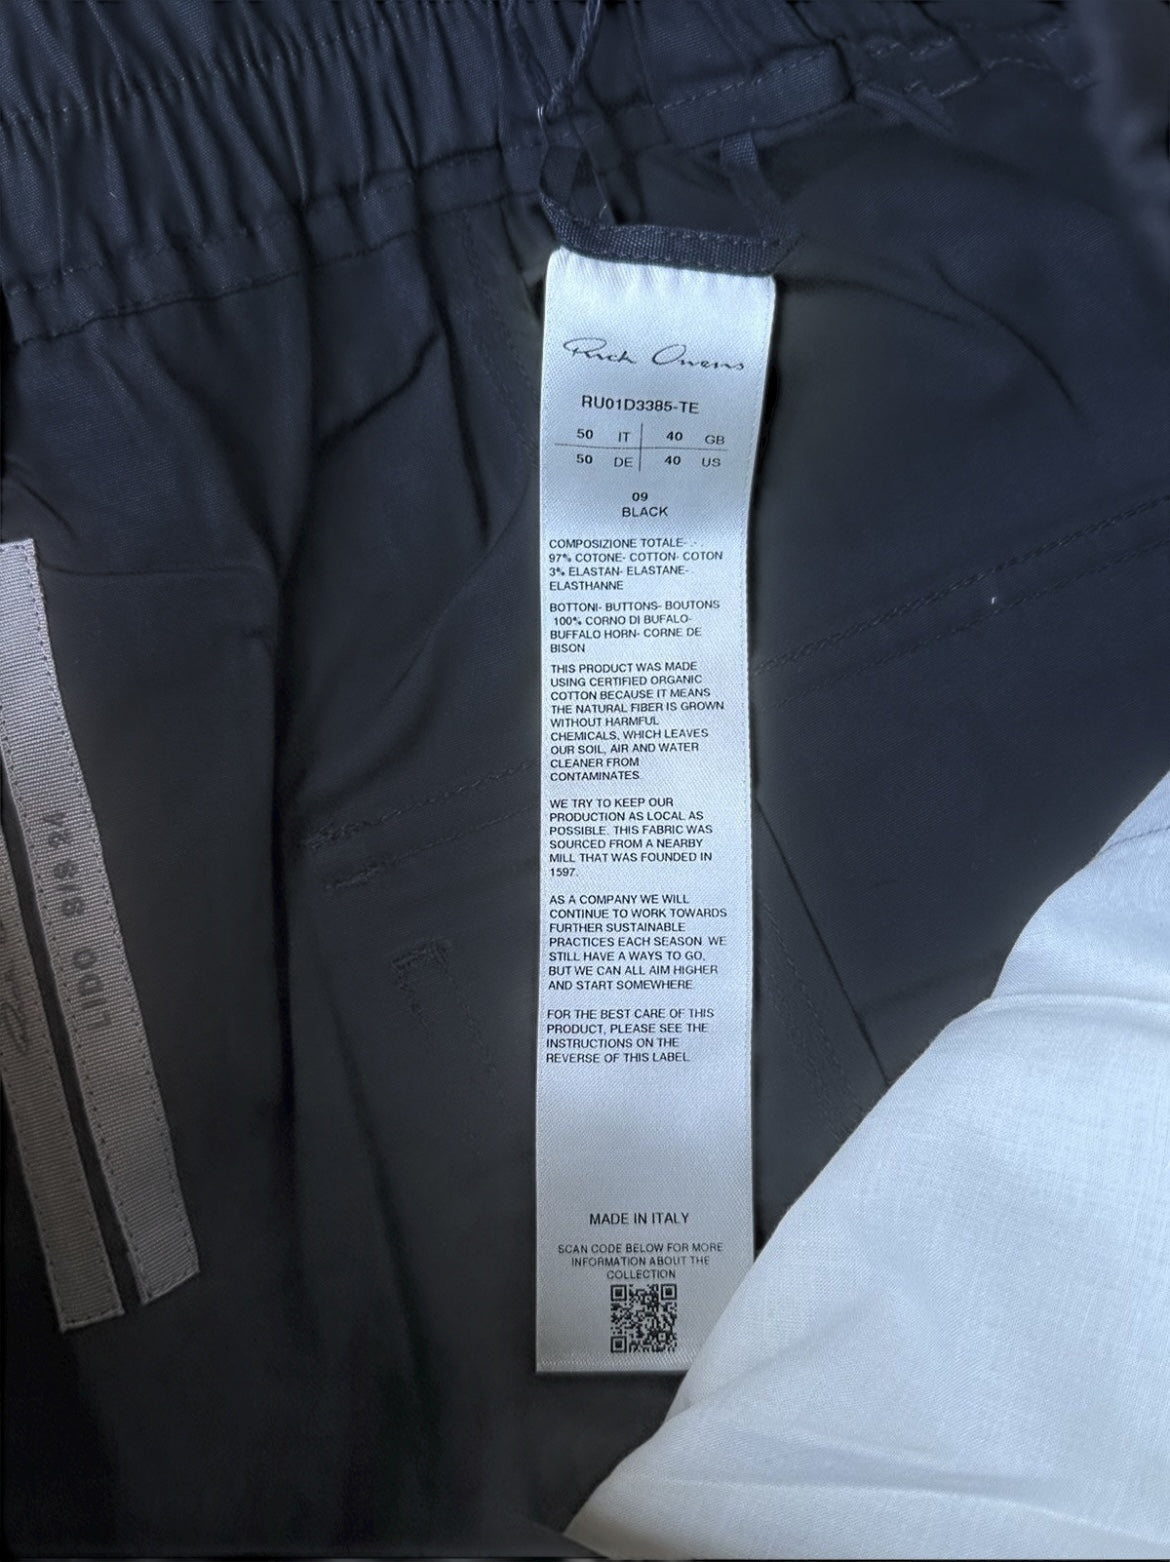 Rick Owens
RU01D3385-TE
50 IT 40 GB
50 DE 40 US
09
BLACK
COMPOSIZIONE TOTALE- - -
97% COTONE- COTTON- COTON
3% ELASTAN- ELASTANE-
ELASTHANNE
BOTTONI- BUTTONS- BOUTONS
100% CORNO DI BUFALO-
BUFFALO HORN- CORNE DE
BISON
THIS PRODUCT WAS MADE
USING CERTIFIED ORGANIC
COTTON BECAUSE IT MEANS
THE NATURAL FIBER IS GROWN
WITHOUT HARMFUL
CHEMICALS, WHICH LEAVES
OUR SOIL, AIR AND WATER
CLEANER FROM
CONTAMINATES.
WE TRY TO KEEP OUR
PRODUCTION AS LOCAL AS
POSSIBLE. THIS FABRIC WAS
SOURCED FROM A NEARBY
MILL THAT WAS FOUNDED IN
1597.
AS A COMPANY WE WILL
CONTINUE TO WORK TOWARDS
FURTHER SUSTAINABLE
PRACTICES EACH SEASON. WE
STILL HAVE A WAYS TO GO,
BUT WE CAN ALL AIM HIGHER
AND START SOMEWHERE.
FOR THE BEST CARE OF THIS
PRODUCT, PLEASE SEE THE
INSTRUCTIONS ON THE
REVERSE OF THIS LABEL.
MADE IN ITALY
SCAN CODE BELOW FOR MORE
INFORMATION ABOUT THE
COLLECTION
LIDO S/S 24